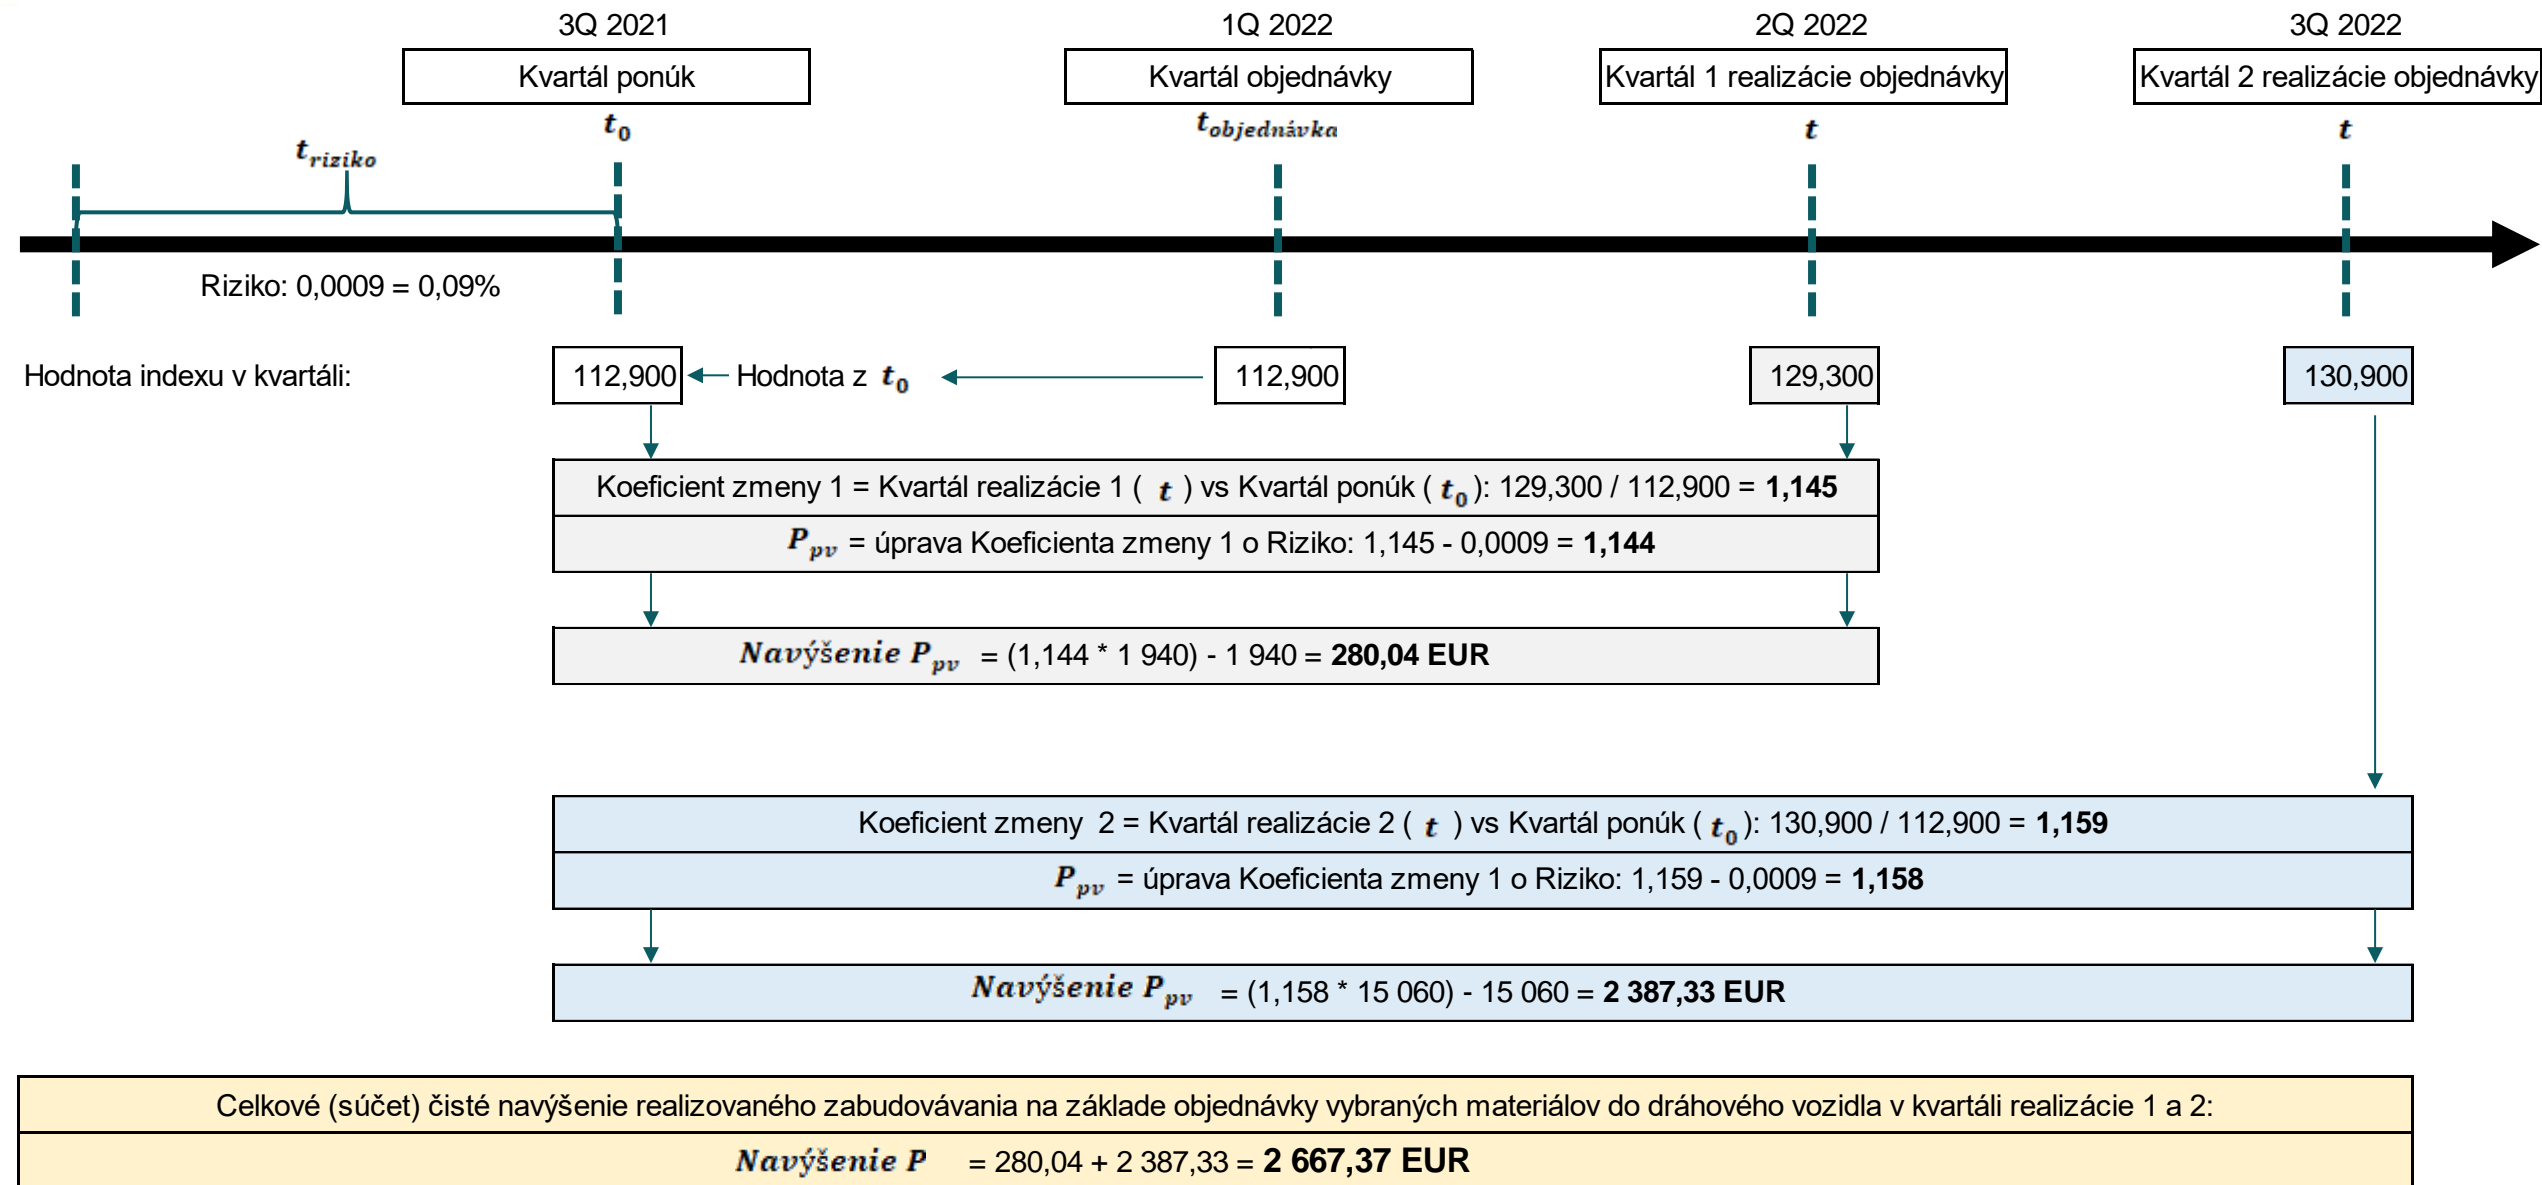 3Q 2021
1Q 2022
2Q 2022
3Q 2022
Kvartál ponúk
Kvartál objednávky
Kvartál 1 realizácie objednávky
Kvartál 2 realizácie objednávky
t₀
t_objednávka
t
t
t_riziko
Riziko: 0,0009 = 0,09%
Hodnota indexu v kvartáli:
112,900
Hodnota z t₀
112,900
129,300
130,900
Koeficient zmeny 1 = Kvartál realizácie 1 ( t ) vs Kvartál ponúk ( t₀ ): 129,300 / 112,900 = 1,145
P_pv = úprava Koeficienta zmeny 1 o Riziko: 1,145 - 0,0009 = 1,144
Navýšenie P_pv = (1,144 * 1 940) - 1 940 = 280,04 EUR
Koeficient zmeny 2 = Kvartál realizácie 2 ( t ) vs Kvartál ponúk ( t₀ ): 130,900 / 112,900 = 1,159
P_pv = úprava Koeficienta zmeny 1 o Riziko: 1,159 - 0,0009 = 1,158
Navýšenie P_pv = (1,158 * 15 060) - 15 060 = 2 387,33 EUR
Celkové (súčet) čisté navýšenie realizovaného zabudovávania na základe objednávky vybraných materiálov do dráhového vozidla v kvartáli realizácie 1 a 2:
Navýšenie P = 280,04 + 2 387,33 = 2 667,37 EUR